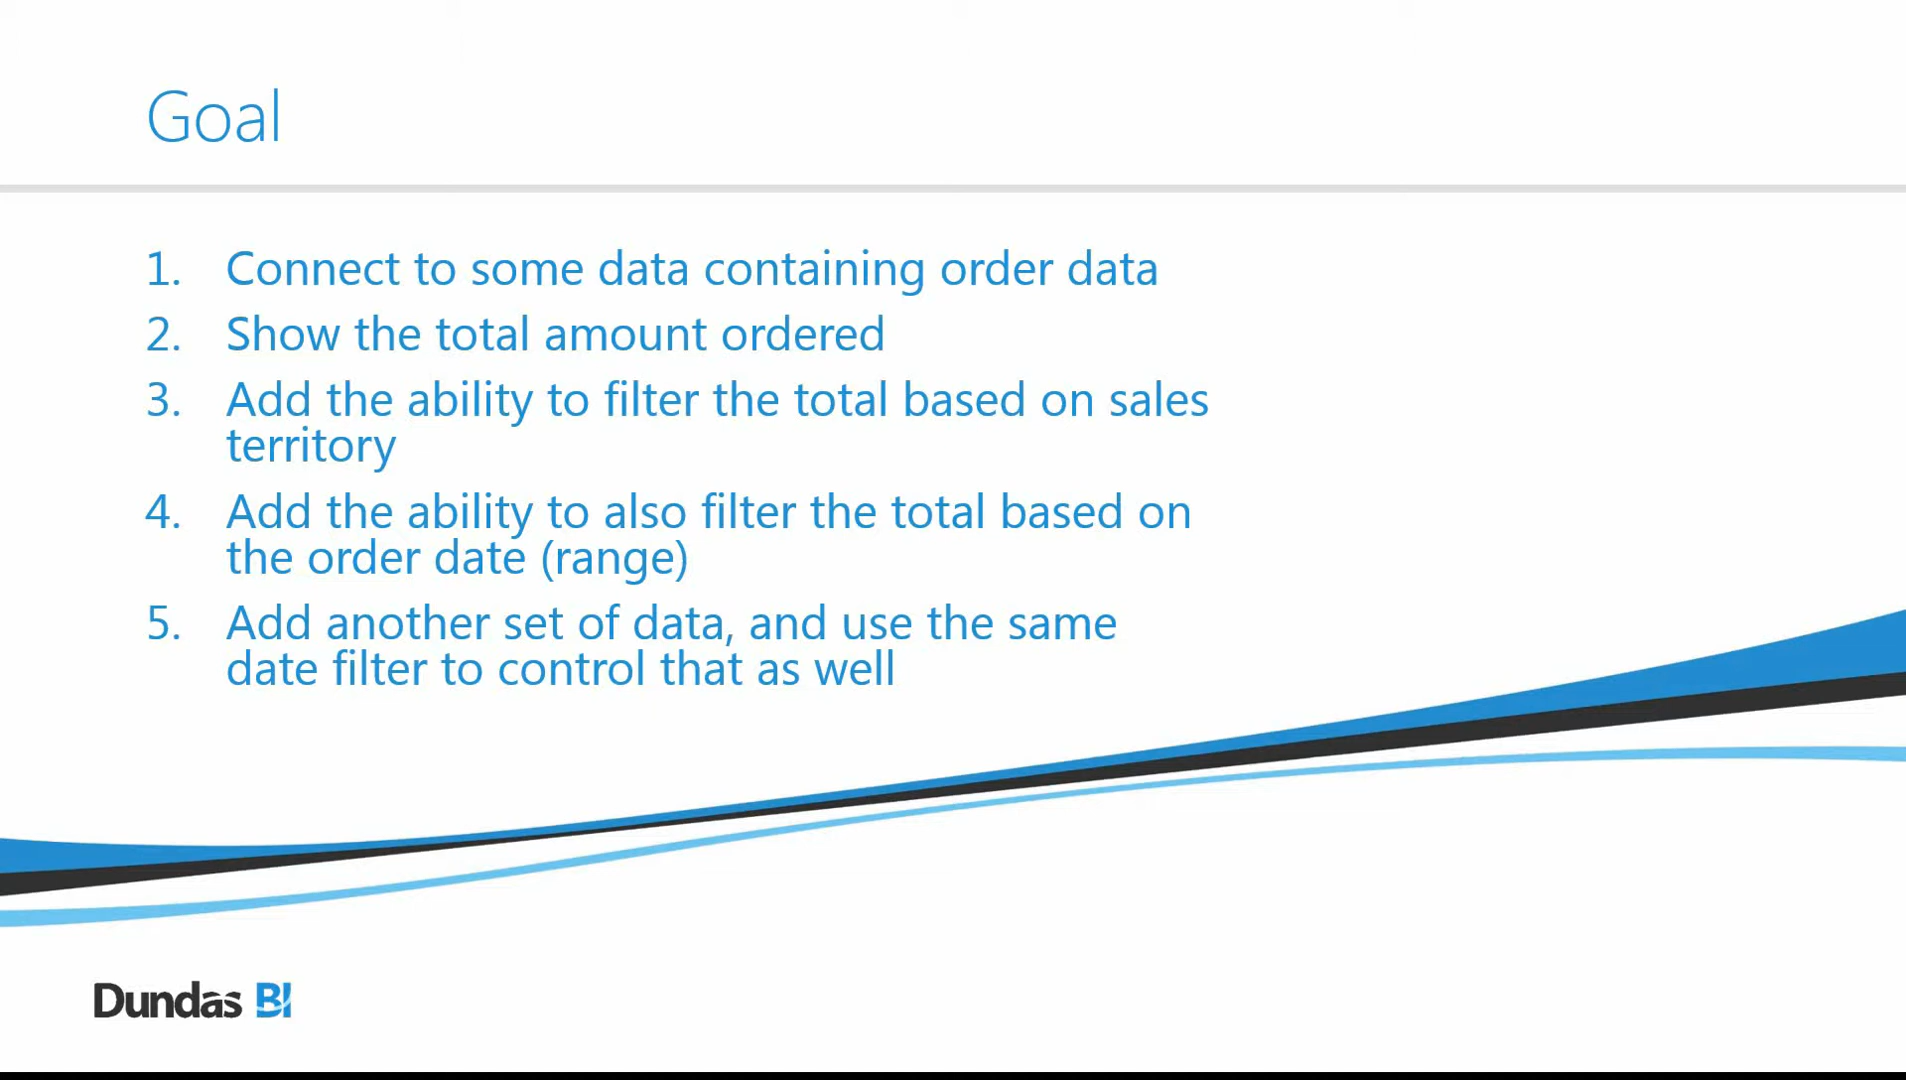 Goal
1. Connect to some data containing order data
2. Show the total amount ordered
3. Add the ability to filter the total based on sales
territory
4. Add the ability to also filter the total based on
the order date (range)
5. Add another set of data, and use the same
date filter to control that as well
Dundas BI